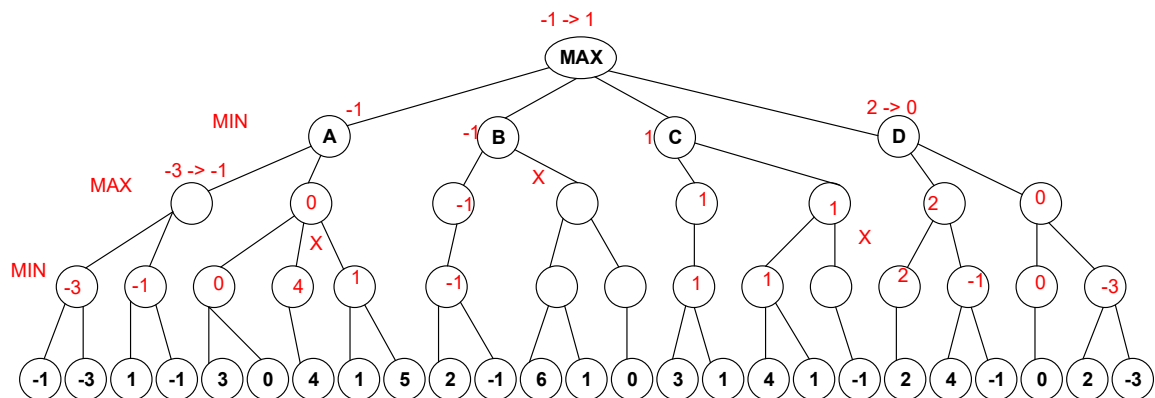 -1 -> 1
MAX
MIN -1 A -1 B 1 C 2 -> 0 D
MAX -3 -> -1 0 -1 X 1 1 2 0
MIN -3 -1 0 X 4 1 -1 1 1 X 2 -1 0 -3
-1 -3 1 -1 3 0 4 1 5 2 -1 6 1 0 3 1 4 1 -1 2 4 -1 0 2 -3